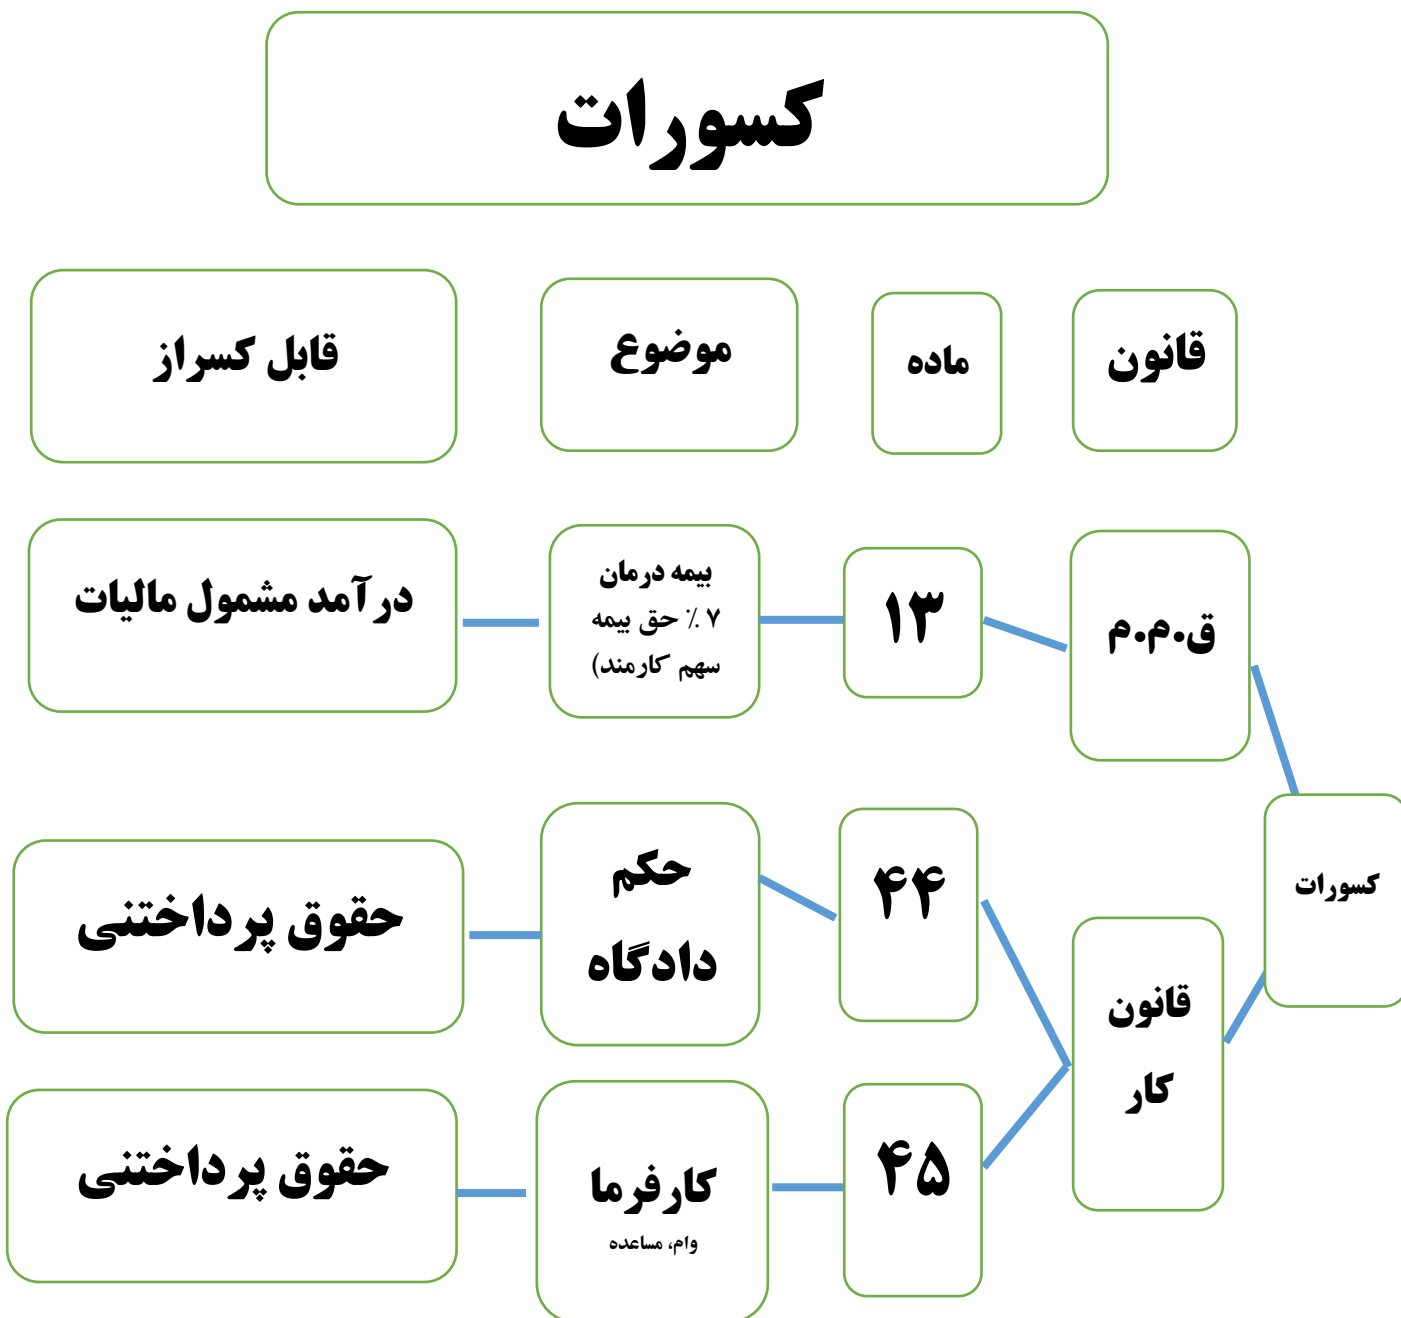 کسورات
قانون
ماده
موضوع
قابل کسراز
ق.م.م
۱۳
بیمه درمان
۷ ٪ حق بیمه
سهم کارمند)
درآمد مشمول مالیات
کسورات
قانون
کار
۴۴
حکم
دادگاه
حقوق پرداختنی
۴۵
کارفرما
وام، مساعده
حقوق پرداختنی